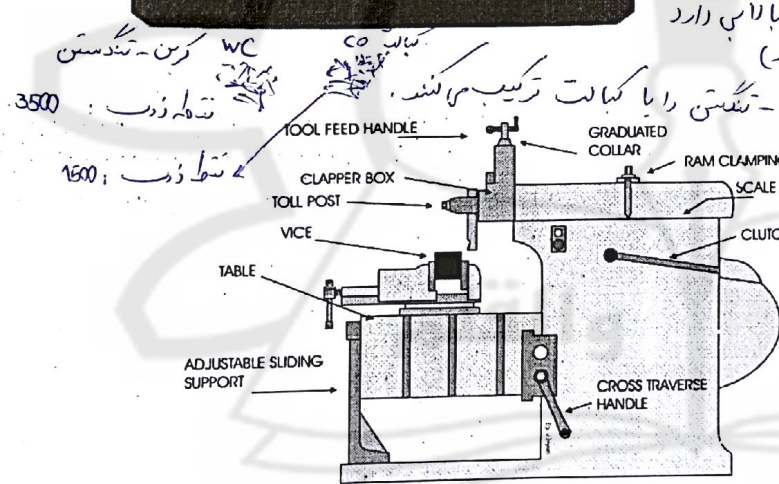 بالایی دارد
کربن - تنگستن WC
کبالت CO
- تنگستن را با کبالت ترکیب می کنند.
نقطه ذوب : 3500
نقطه ذوب : 1500
TOOL FEED HANDLE
GRADUATED
COLLAR
RAM CLAMPING
CLAPPER BOX
SCALE
TOLL POST
CLUTC
VICE
TABLE
ADJUSTABLE SLIDING
SUPPORT
CROSS TRAVERSE
HANDLE